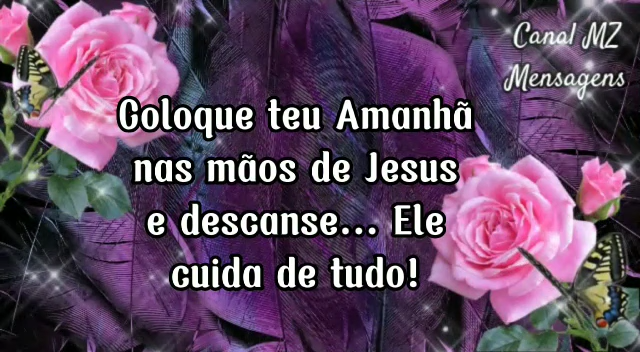 Canal MZ
Mensagens
Coloque teu Amanhã
nas mãos de Jesus
e descanse... Ele
cuida de tudo!